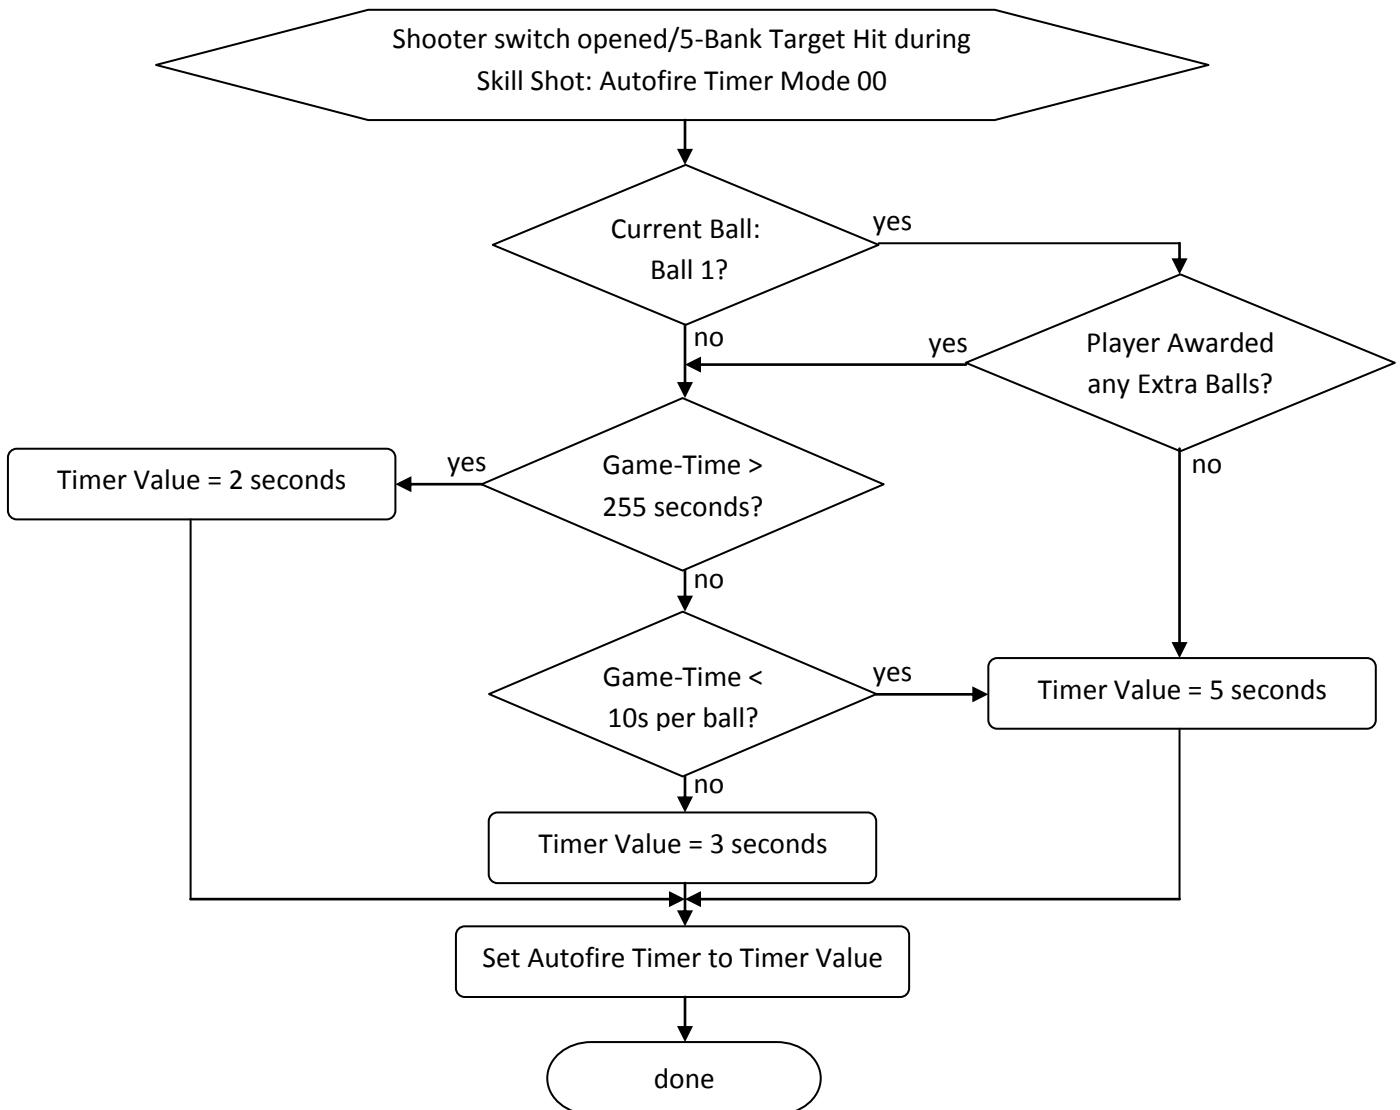 Shooter switch opened/5-Bank Target Hit during
Skill Shot: Autofire Timer Mode 00
Current Ball:
Ball 1?
yes
no
yes
Player Awarded
any Extra Balls?
no
Game-Time >
255 seconds?
yes
Timer Value = 2 seconds
no
Game-Time <
10s per ball?
yes
Timer Value = 5 seconds
no
Timer Value = 3 seconds
Set Autofire Timer to Timer Value
done